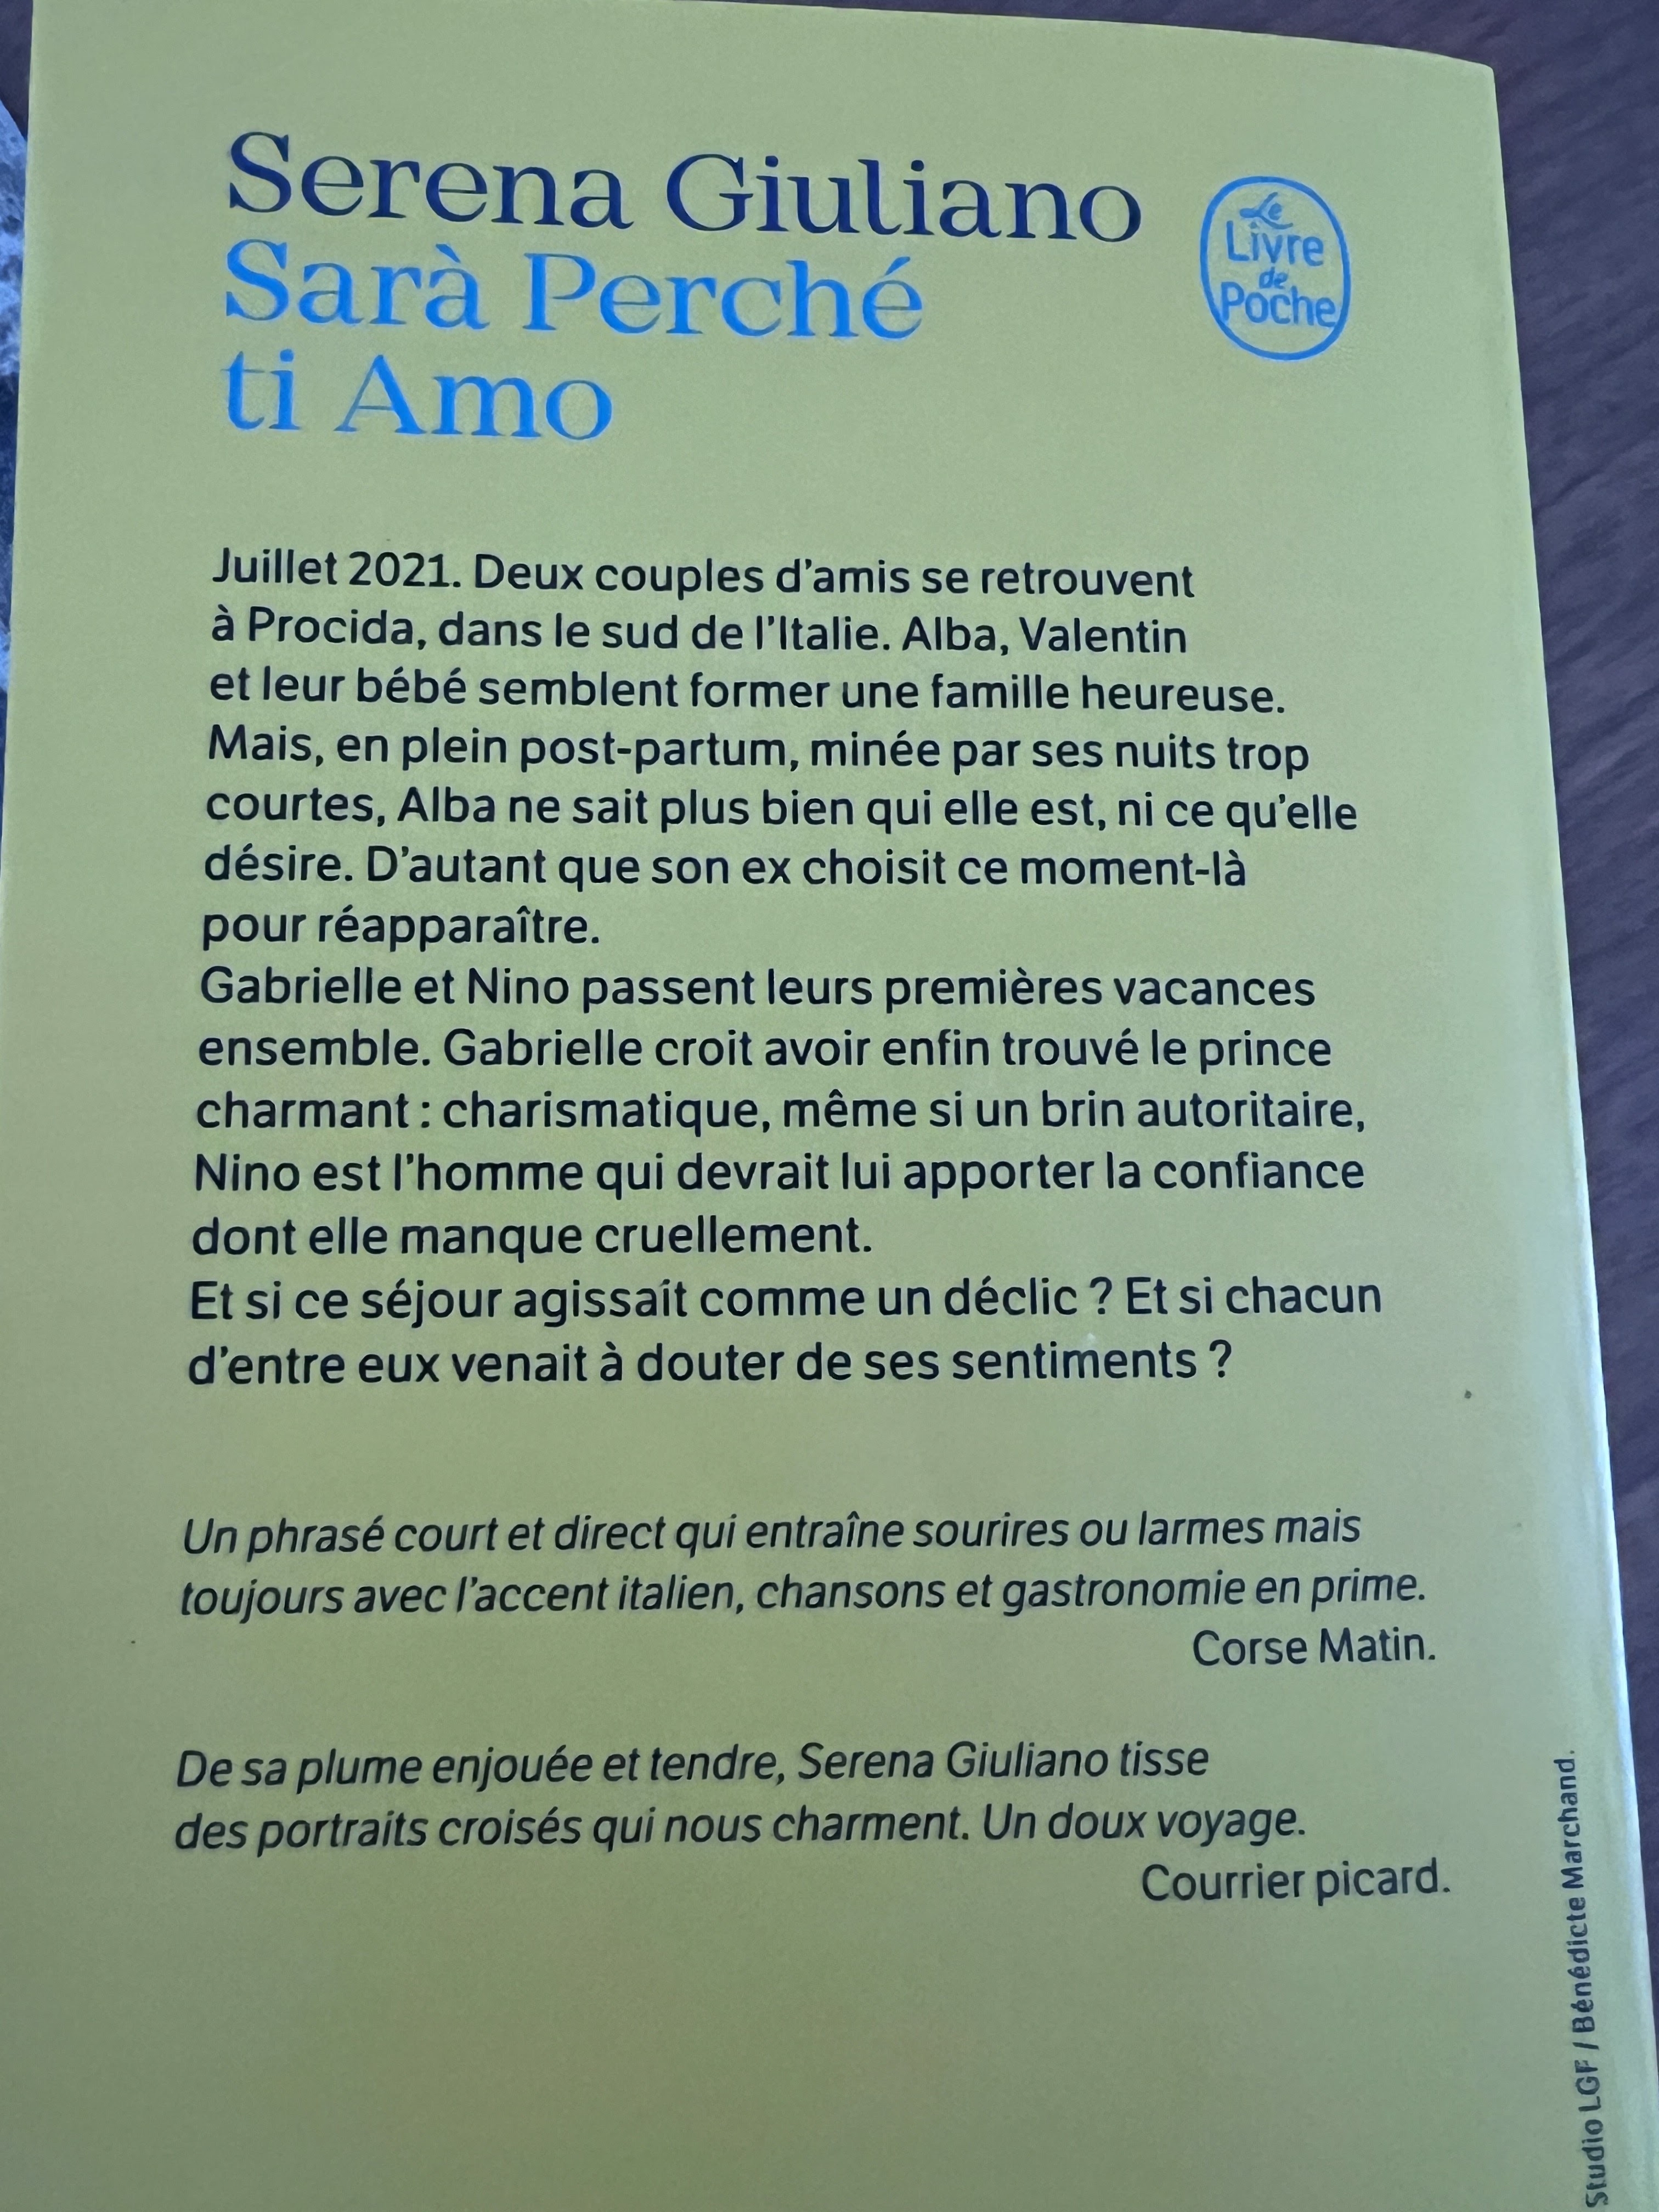 Serena Giuliano
Sarà Perché
ti Amo
Le
Livre
de
Poche
Juillet 2021. Deux couples d'amis se retrouvent
à Procida, dans le sud de l'Italie. Alba, Valentin
et leur bébé semblent former une famille heureuse.
Mais, en plein post-partum, minée par ses nuits trop
courtes, Alba ne sait plus bien qui elle est, ni ce qu'elle
désire. D'autant que son ex choisit ce moment-là
pour réapparaître.
Gabrielle et Nino passent leurs premières vacances
ensemble. Gabrielle croit avoir enfin trouvé le prince
charmant : charismatique, même si un brin autoritaire,
Nino est l'homme qui devrait lui apporter la confiance
dont elle manque cruellement.
Et si ce séjour agissait comme un déclic ? Et si chacun
d'entre eux venait à douter de ses sentiments ?
Un phrasé court et direct qui entraîne sourires ou larmes mais
toujours avec l'accent italien, chansons et gastronomie en prime.
Corse Matin.
De sa plume enjouée et tendre, Serena Giuliano tisse
des portraits croisés qui nous charment. Un doux voyage.
Courrier picard.
Studio LGF / Bénédicte Marchand.